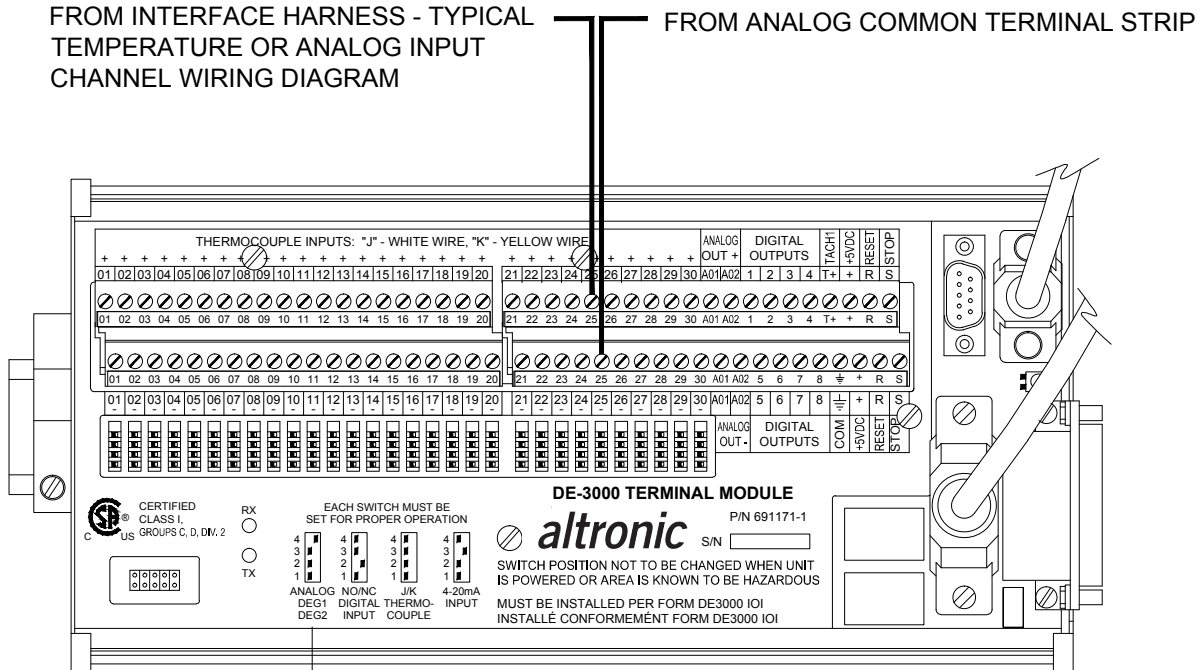 FROM INTERFACE HARNESS - TYPICAL
TEMPERATURE OR ANALOG INPUT
CHANNEL WIRING DIAGRAM
FROM ANALOG COMMON TERMINAL STRIP
THERMOCOUPLE INPUTS: "J" - WHITE WIRE, "K" - YELLOW WIRE
ANALOG OUT +
DIGITAL OUTPUTS
TACH1
+5VDC
RESET
STOP
+ + + + + + + + + + + + + + + + + + + + + + + + + + + + + +
01 02 03 04 05 06 07 08 09 10 11 12 13 14 15 16 17 18 19 20 21 22 23 24 25 26 27 28 29 30 A01 A02 1 2 3 4 T+ + R S
01 02 03 04 05 06 07 08 09 10 11 12 13 14 15 16 17 18 19 20 21 22 23 24 25 26 27 28 29 30 A01 A02 1 2 3 4 T+ + R S
01 02 03 04 05 06 07 08 09 10 11 12 13 14 15 16 17 18 19 20 21 22 23 24 25 26 27 28 29 30 A01 A02 5 6 7 8 ⏚ + R S
01 02 03 04 05 06 07 08 09 10 11 12 13 14 15 16 17 18 19 20 21 22 23 24 25 26 27 28 29 30 A01 A02 5 6 7 8 ⏚ + R S
- - - - - - - - - - - - - - - - - - - - - - - - - - - - - -
ANALOG OUT -
DIGITAL OUTPUTS
COM
+5VDC
RESET
STOP
C SA ® US
CERTIFIED
CLASS I,
GROUPS C, D, DIV. 2
RX
TX
EACH SWITCH MUST BE
SET FOR PROPER OPERATION
4 4 4 4
3 3 3 3
2 2 2 2
1 1 1 1
ANALOG DEG1 DEG2
NO/NC DIGITAL INPUT
J/K THERMO-COUPLE
4-20mA INPUT
DE-3000 TERMINAL MODULE
altronic
P/N 691171-1
S/N
SWITCH POSITION NOT TO BE CHANGED WHEN UNIT
IS POWERED OR AREA IS KNOWN TO BE HAZARDOUS
MUST BE INSTALLED PER FORM DE3000 IOI
INSTALLÉ CONFORMEMÉNT FORM DE3000 IOI